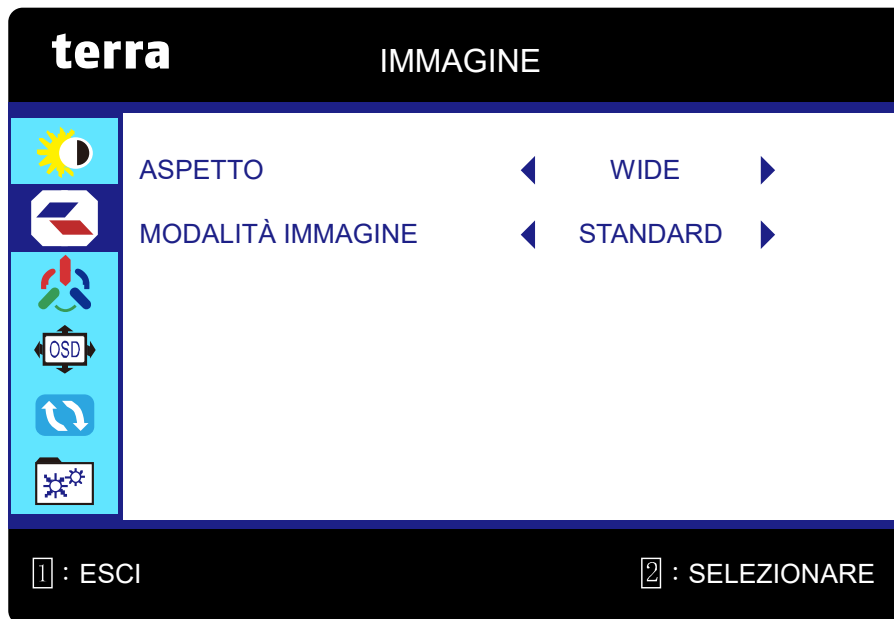 terra
IMMAGINE
ASPETTO WIDE
MODALITÀ IMMAGINE STANDARD
OSD
1 : ESCI
2 : SELEZIONARE